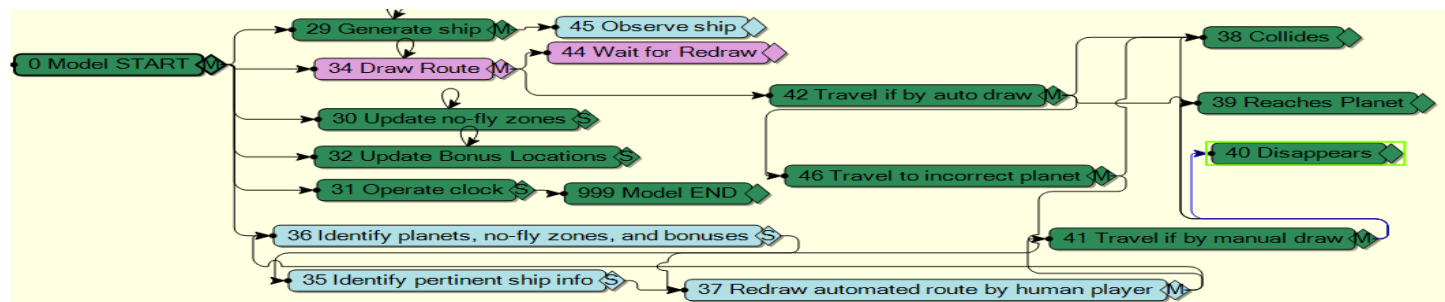 29 Generate ship M
45 Observe ship
38 Collides
44 Wait for Redraw
0 Model START M
34 Draw Route M
42 Travel if by auto draw M
39 Reaches Planet
30 Update no-fly zones S
32 Update Bonus Locations S
40 Disappears
46 Travel to incorrect planet M
31 Operate clock S
999 Model END
36 Identify planets, no-fly zones, and bonuses S
41 Travel if by manual draw M
35 Identify pertinent ship info S
37 Redraw automated route by human player M